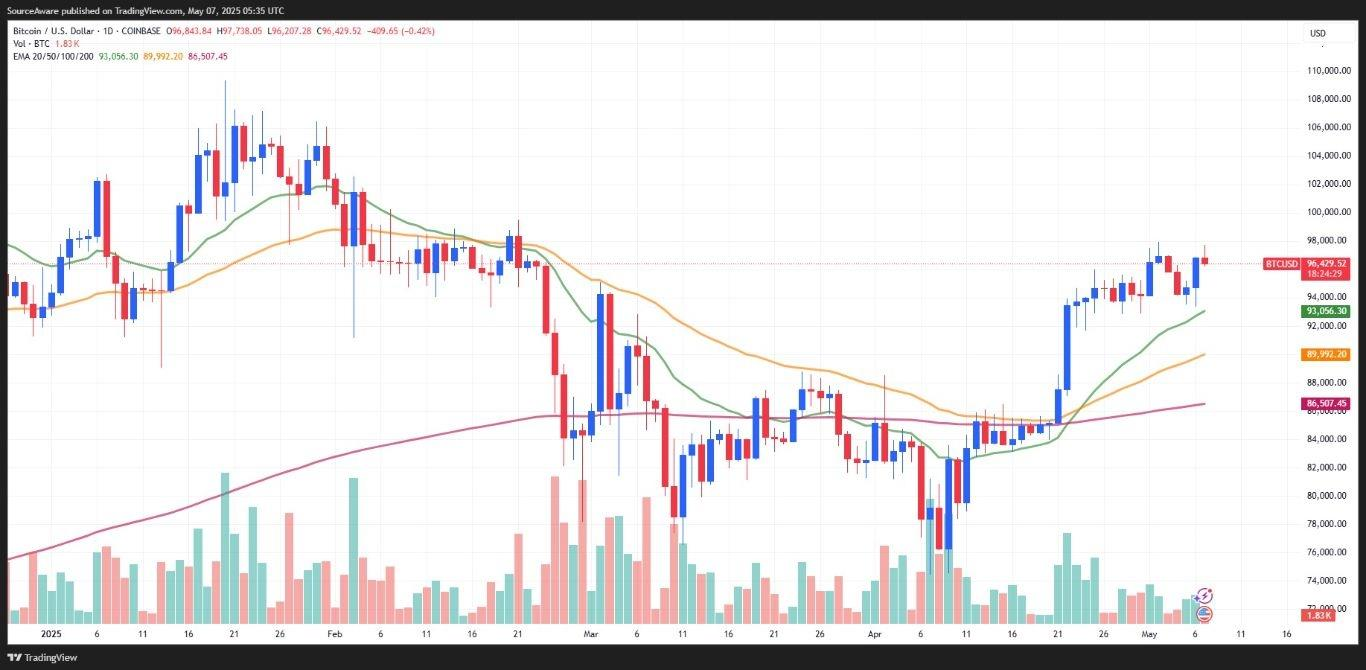 SourceAware published on TradingView.com, May 07, 2025 05:35 UTC
Bitcoin / U.S. Dollar · 1D · COINBASE O96,843.84 H97,738.05 L96,207.28 C96,429.52 −409.65 (−0.42%)
Vol · BTC 1.83 K
EMA 20/50/100/200 93,056.30 89,992.20 86,507.45
USD
110,000.00
108,000.00
106,000.00
104,000.00
102,000.00
100,000.00
98,000.00
BTCUSD 96,429.52
18:24:29
94,000.00
93,056.30
92,000.00
89,992.20
88,000.00
86,507.45
86,000.00
84,000.00
82,000.00
80,000.00
78,000.00
76,000.00
74,000.00
72,000.00
1.83 K
2025 6 11 16 21 26 Feb 6 11 16 21 Mar 6 11 16 21 26 Apr 6 11 16 21 26 May 6 11 16
TradingView